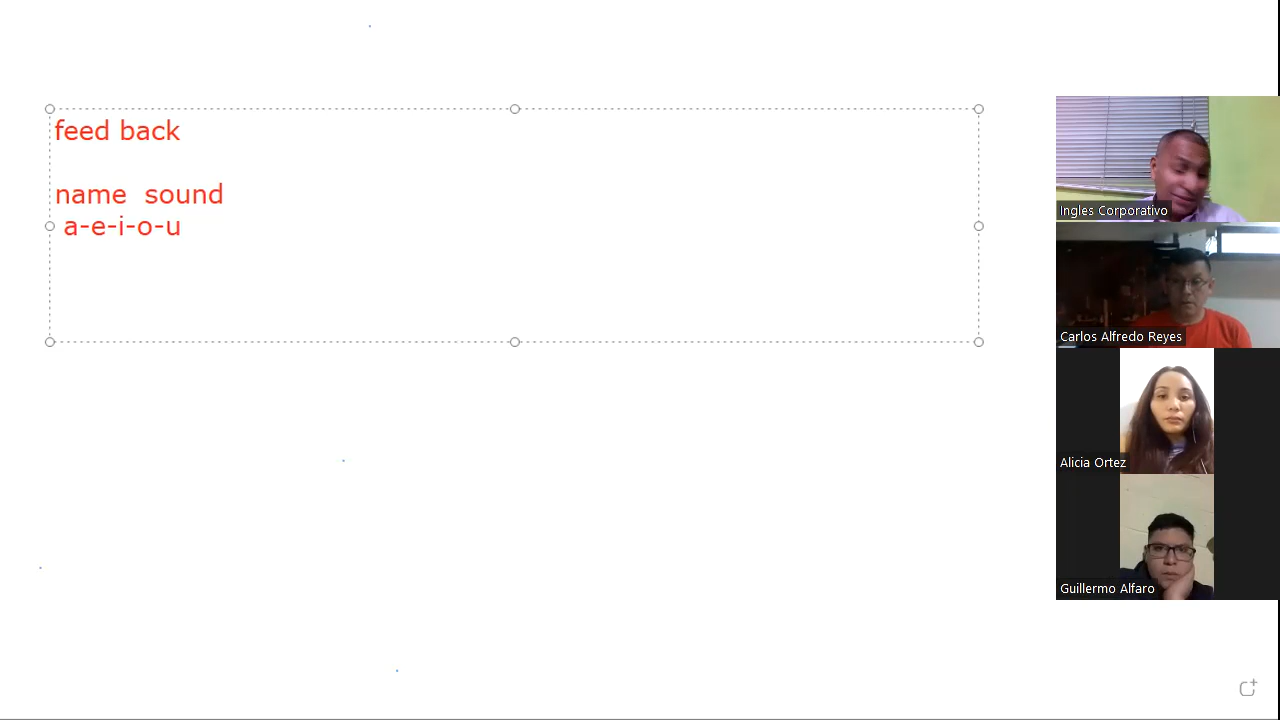 feed back
name sound
a-e-i-o-u
Ingles Corporativo
Carlos Alfredo Reyes
Alicia Ortez
Guillermo Alfaro